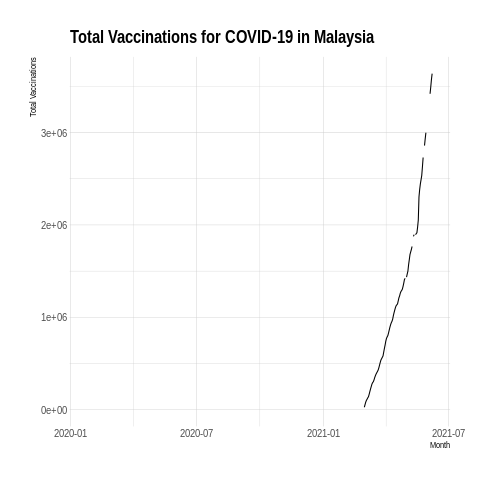 Total Vaccinations for COVID-19 in Malaysia
Total Vaccinations
3e+06
2e+06
1e+06
0e+00
2020-01
2020-07
2021-01
2021-07
Month